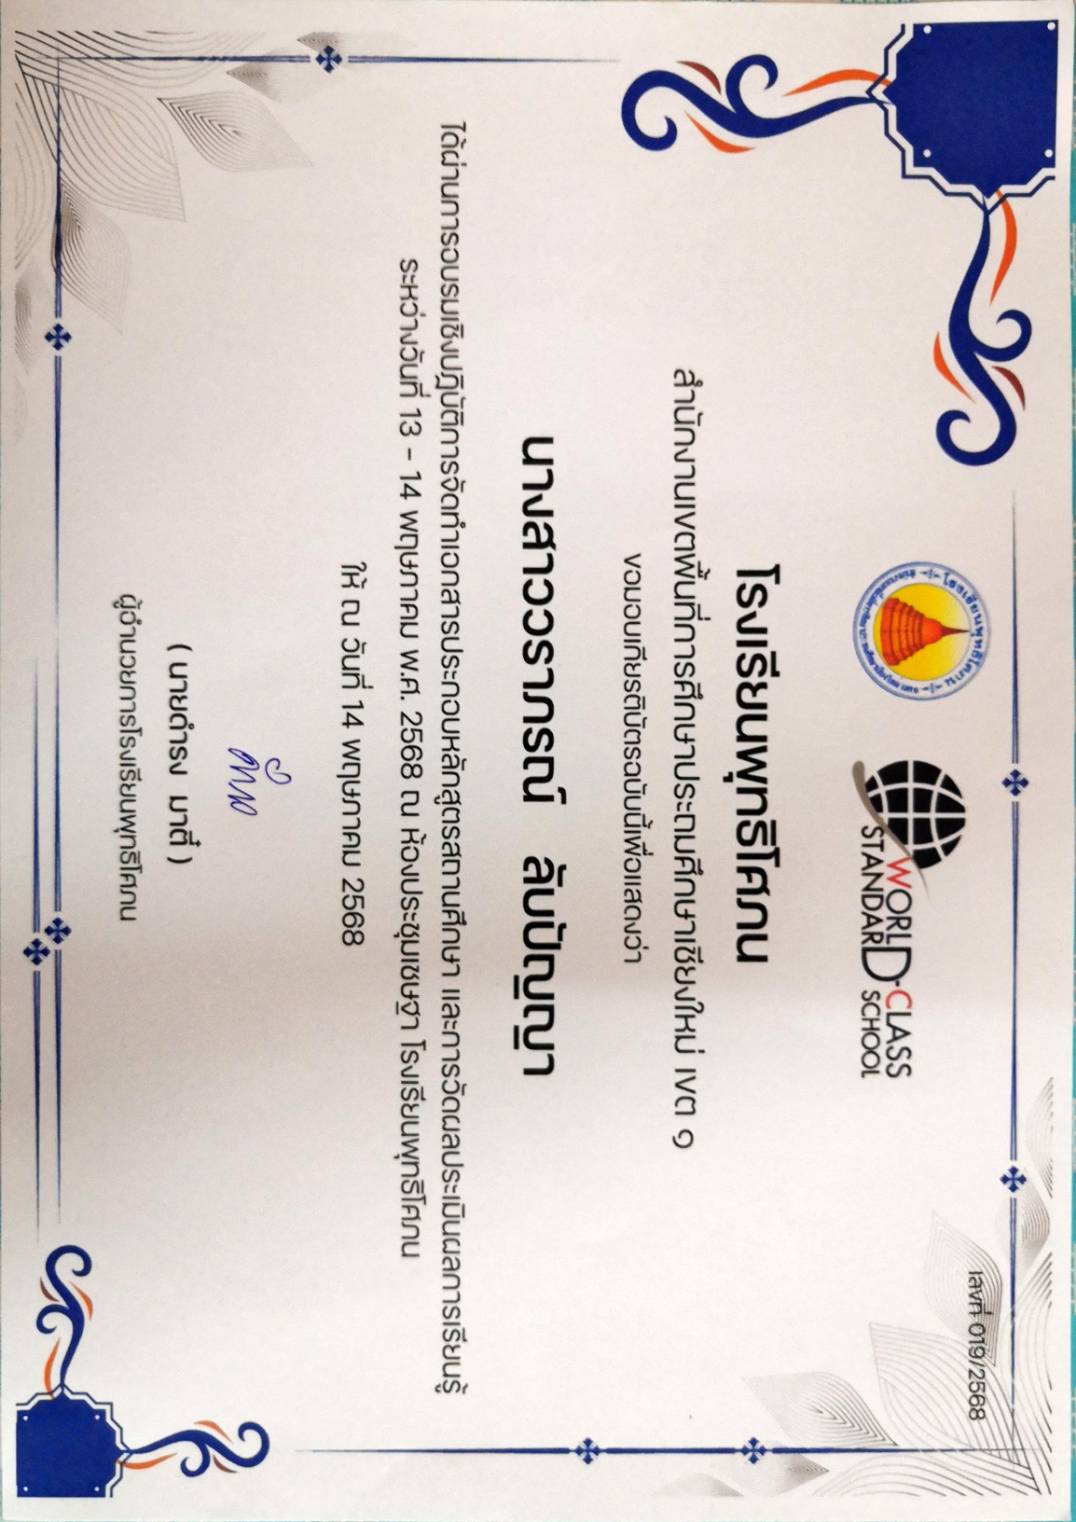 เลขที่ 019/2568
WORLD-CLASS
STANDARD SCHOOL
โรงเรียนพุทธิโศภน
สำนักงานเขตพื้นที่การศึกษาประถมศึกษาเชียงใหม่ เขต ๑
ขอมอบเกียรติบัตรฉบับนี้เพื่อแสดงว่า
นางสาววราภรณ์ ลับปัญญา
ได้ผ่านการอบรมเชิงปฏิบัติการจัดทำเอกสารประกอบหลักสูตรสถานศึกษา และการวัดผลประเมินผลการเรียนรู้
ระหว่างวันที่ 13 - 14 พฤษภาคม พ.ศ. 2568 ณ ห้องประชุมเชษฐา โรงเรียนพุทธิโศภน
ให้ ณ วันที่ 14 พฤษภาคม 2568
( นายดำรง มาตี๋ )
ผู้อำนวยการโรงเรียนพุทธิโศภน